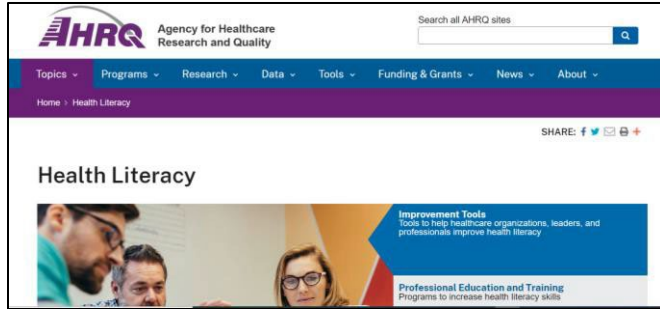 AHRQ
Agency for Healthcare
Research and Quality
Search all AHRQ sites
Topics Programs Research Data Tools Funding & Grants News About
Home > Health Literacy
SHARE:
Health Literacy
Improvement Tools
Tools to help healthcare organizations, leaders, and
professionals improve health literacy
Professional Education and Training
Programs to increase health literacy skills